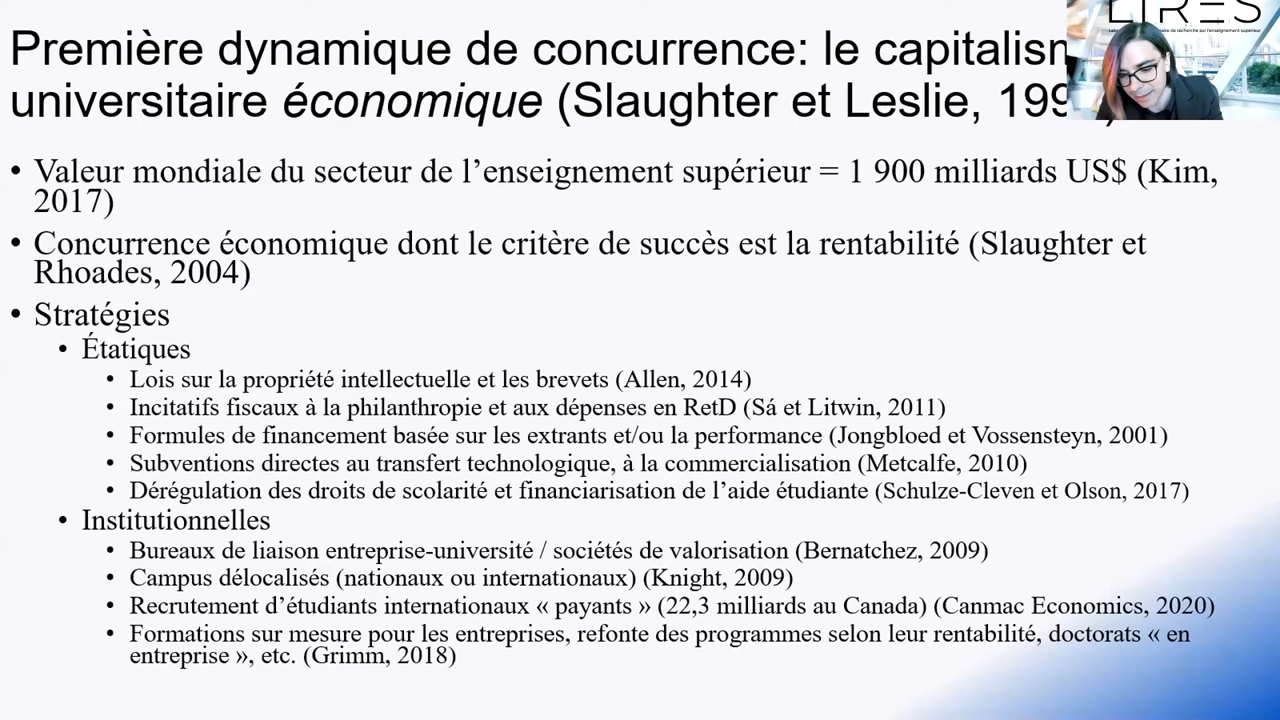 Première dynamique de concurrence: le capitalism
universitaire économique (Slaughter et Leslie, 199
• Valeur mondiale du secteur de l’enseignement supérieur = 1 900 milliards US$ (Kim,
2017)
• Concurrence économique dont le critère de succès est la rentabilité (Slaughter et
Rhoades, 2004)
• Stratégies
• Étatiques
• Lois sur la propriété intellectuelle et les brevets (Allen, 2014)
• Incitatifs fiscaux à la philanthropie et aux dépenses en RetD (Sá et Litwin, 2011)
• Formules de financement basée sur les extrants et/ou la performance (Jongbloed et Vossensteyn, 2001)
• Subventions directes au transfert technologique, à la commercialisation (Metcalfe, 2010)
• Dérégulation des droits de scolarité et financiarisation de l’aide étudiante (Schulze-Cleven et Olson, 2017)
• Institutionnelles
• Bureaux de liaison entreprise-université / sociétés de valorisation (Bernatchez, 2009)
• Campus délocalisés (nationaux ou internationaux) (Knight, 2009)
• Recrutement d’étudiants internationaux « payants » (22,3 milliards au Canada) (Canmac Economics, 2020)
• Formations sur mesure pour les entreprises, refonte des programmes selon leur rentabilité, doctorats « en
entreprise », etc. (Grimm, 2018)
LIRES
de recherche sur l'enseignement supérieur